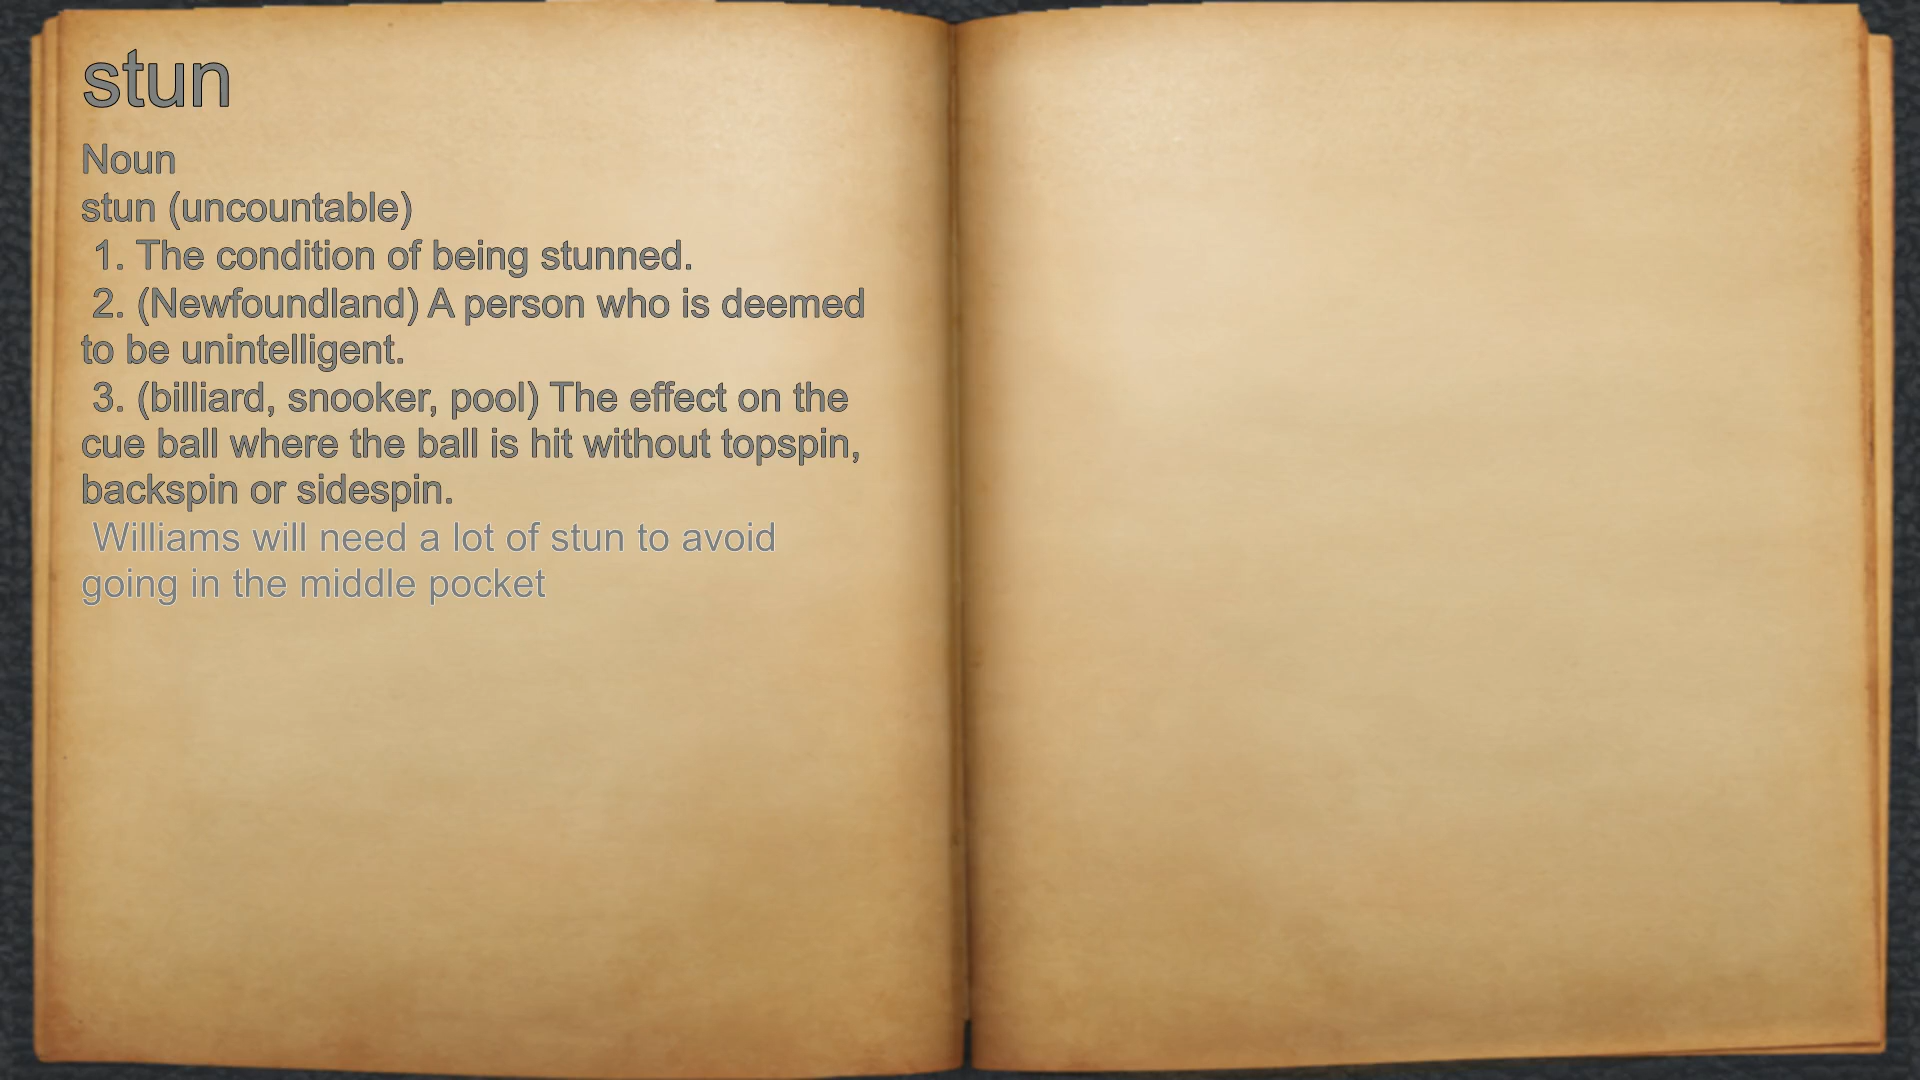 stun
Noun
stun (uncountable)
1. The condition of being stunned.
2. (Newfoundland) A person who is deemed
to be unintelligent.
3. (billiard, snooker, pool) The effect on the
cue ball where the ball is hit without topspin,
backspin or sidespin.
Williams will need a lot of stun to avoid
going in the middle pocket